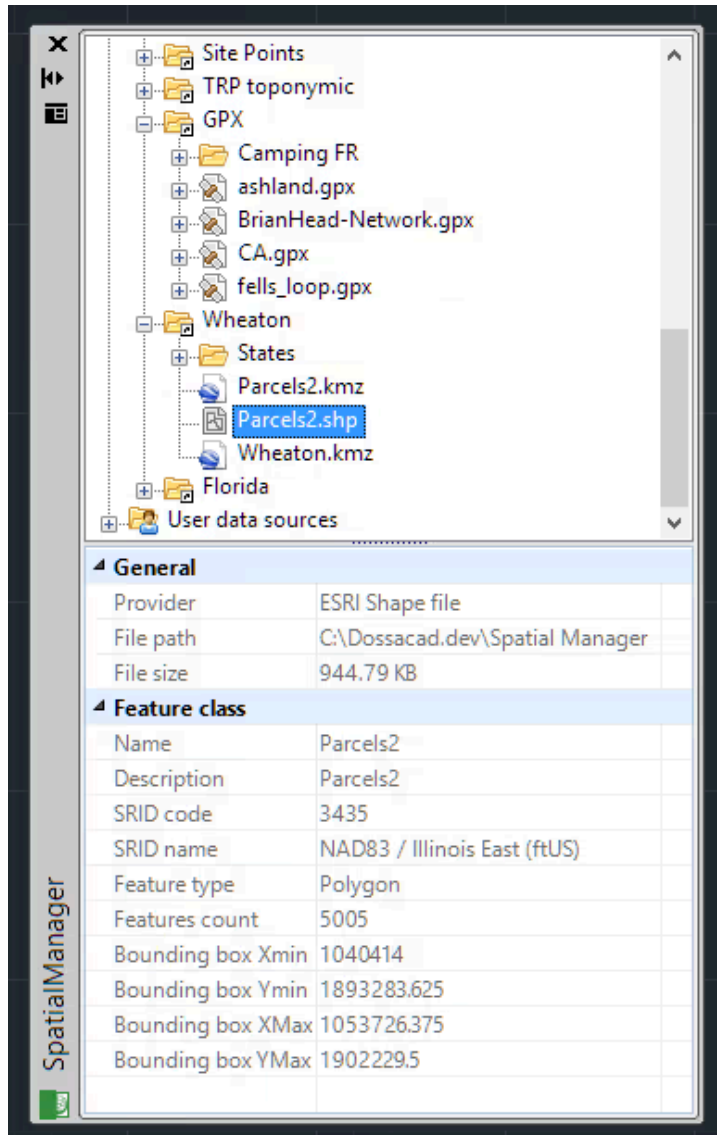 Site Points
TRP toponymic
GPX
Camping FR
ashland.gpx
BrianHead-Network.gpx
CA.gpx
fells_loop.gpx
Wheaton
States
Parcels2.kmz
Parcels2.shp
Wheaton.kmz
Florida
User data sources
General
Provider ESRI Shape file
File path C:\Dossacad.dev\Spatial Manager
File size 944.79 KB
Feature class
Name Parcels2
Description Parcels2
SRID code 3435
SRID name NAD83 / Illinois East (ftUS)
Feature type Polygon
Features count 5005
Bounding box Xmin 1040414
Bounding box Ymin 1893283.625
Bounding box XMax 1053726.375
Bounding box YMax 1902229.5
SpatialManager